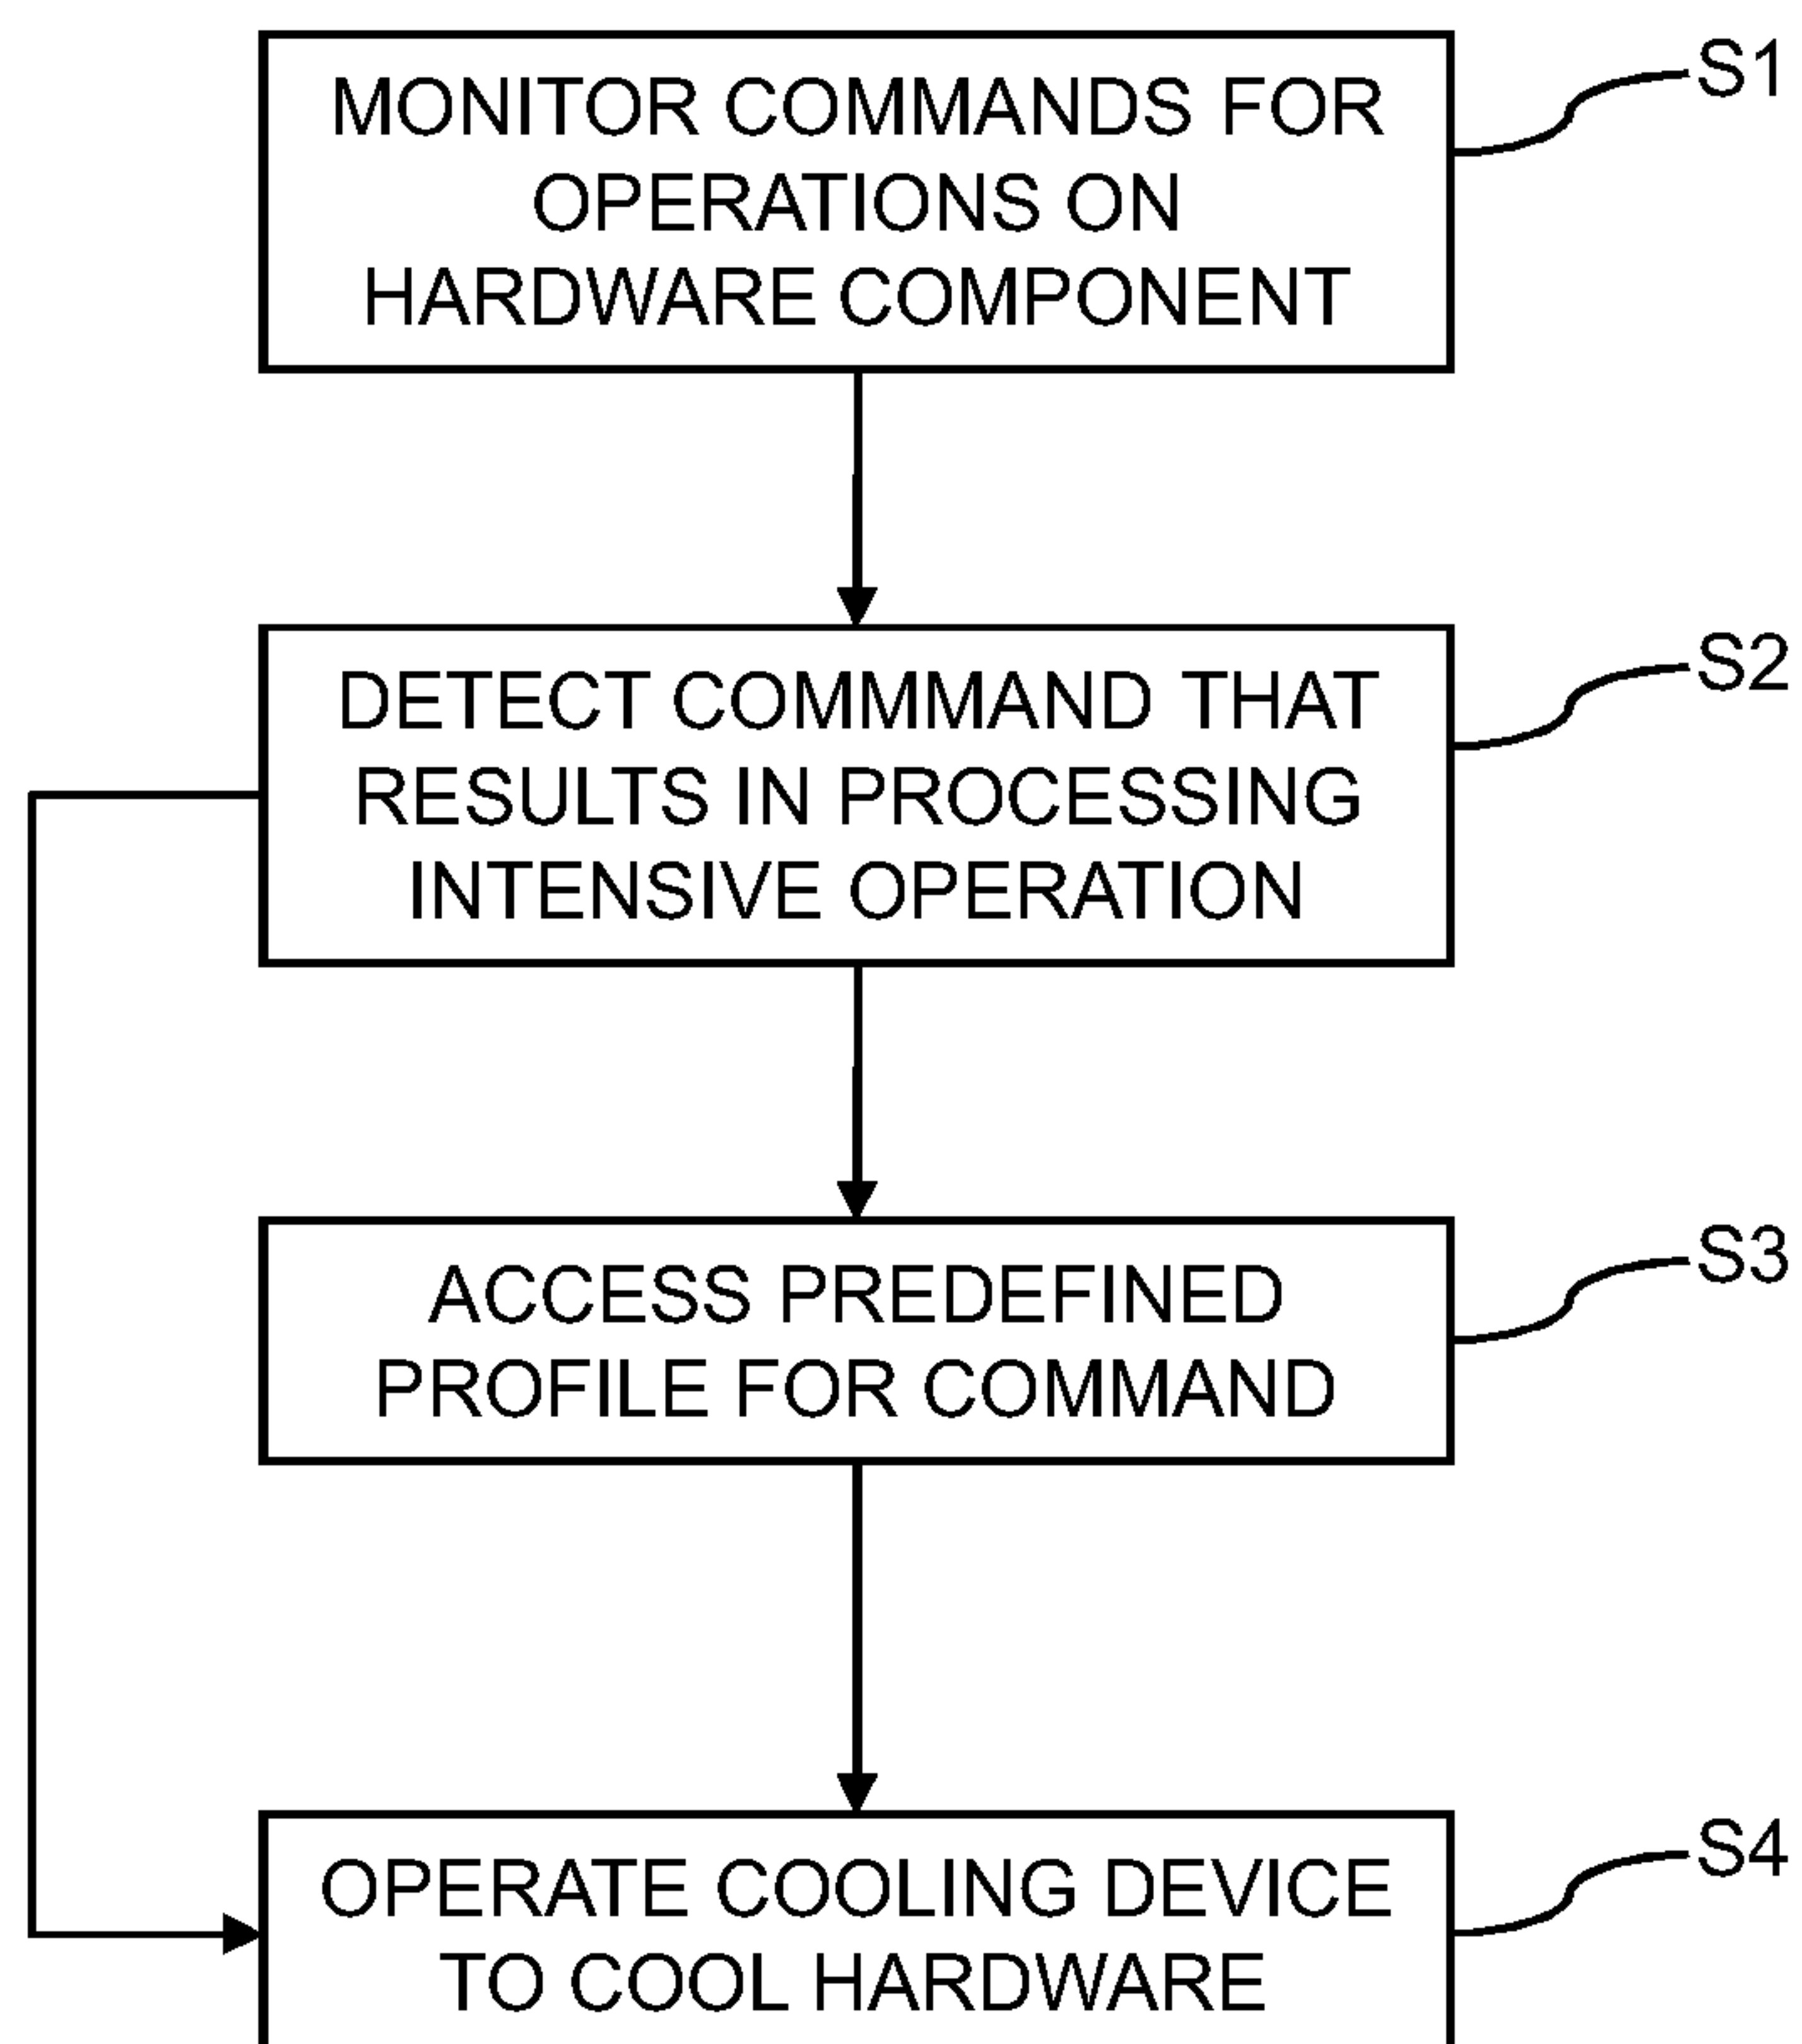 MONITOR COMMANDS FOR
OPERATIONS ON
HARDWARE COMPONENT
S1
DETECT COMMMAND THAT
RESULTS IN PROCESSING
INTENSIVE OPERATION
S2
ACCESS PREDEFINED
PROFILE FOR COMMAND
S3
OPERATE COOLING DEVICE
TO COOL HARDWARE
S4